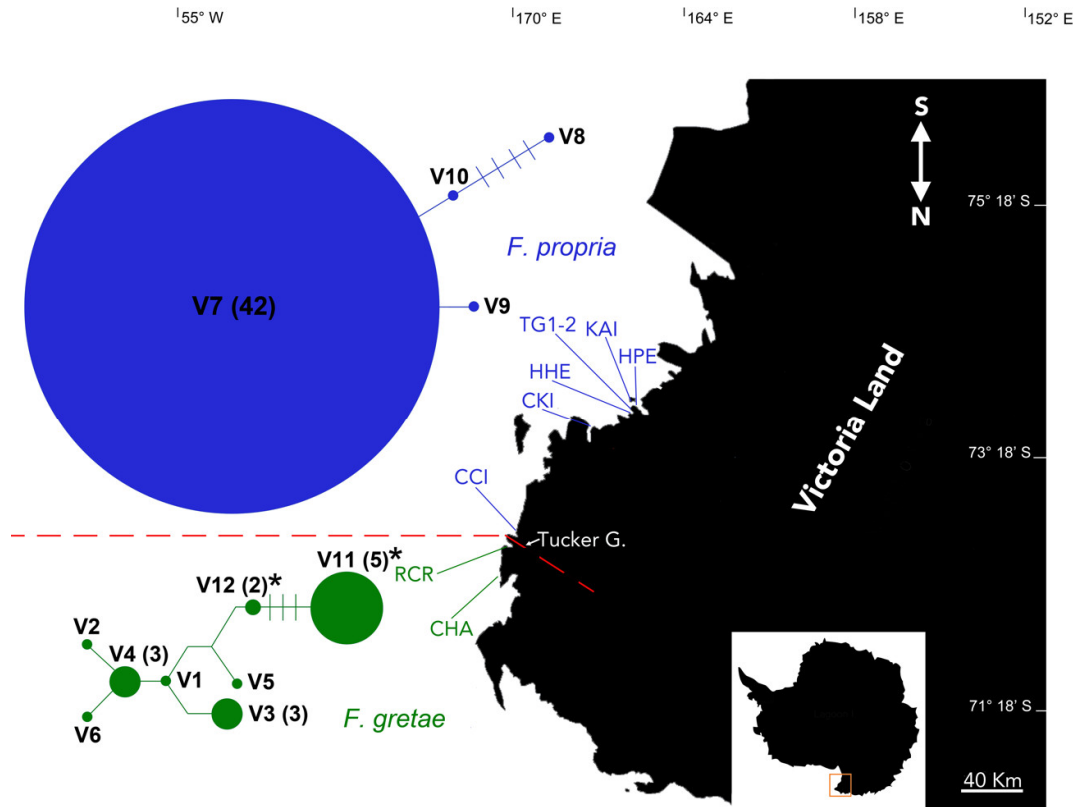 55° W
170° E
164° E
158° E
152° E
S
N
75° 18' S
V8
V10
F. propria
V7 (42)
V9
TG1-2
KAI
HPE
HHE
CKI
Victoria Land
73° 18' S
CCI
Tucker G.
V11 (5)*
RCR
V12 (2)*
CHA
V2
V4 (3)
V1
V5
V3 (3)
V6
F. gretae
71° 18' S
40 Km